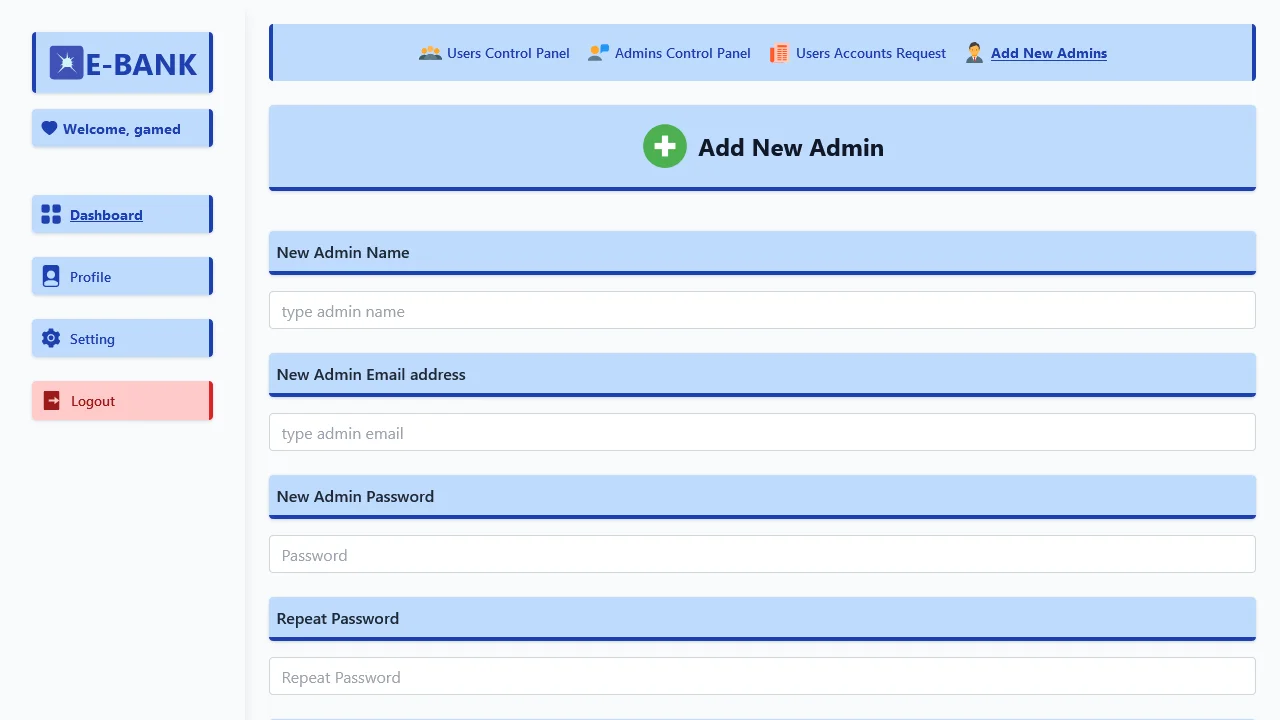 E-BANK
Welcome, gamed
Dashboard
Profile
Setting
Logout
Users Control Panel
Admins Control Panel
Users Accounts Request
Add New Admins
Add New Admin
New Admin Name
type admin name
New Admin Email address
type admin email
New Admin Password
Password
Repeat Password
Repeat Password